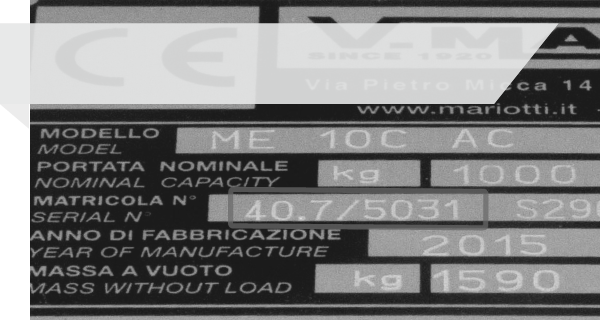 CE
V-MA
SINCE 1920
Via Pietro Micca 14
www.mariotti.it -
MODELLO
MODEL
ME 10C AC
PORTATA NOMINALE
NOMINAL CAPACITY
kg 1000
MATRICOLA N°
SERIAL N°
40.7/5031 S290
ANNO DI FABBRICAZIONE
YEAR OF MANUFACTURE
2015
MASSA A VUOTO
MASS WITHOUT LOAD
kg 1590